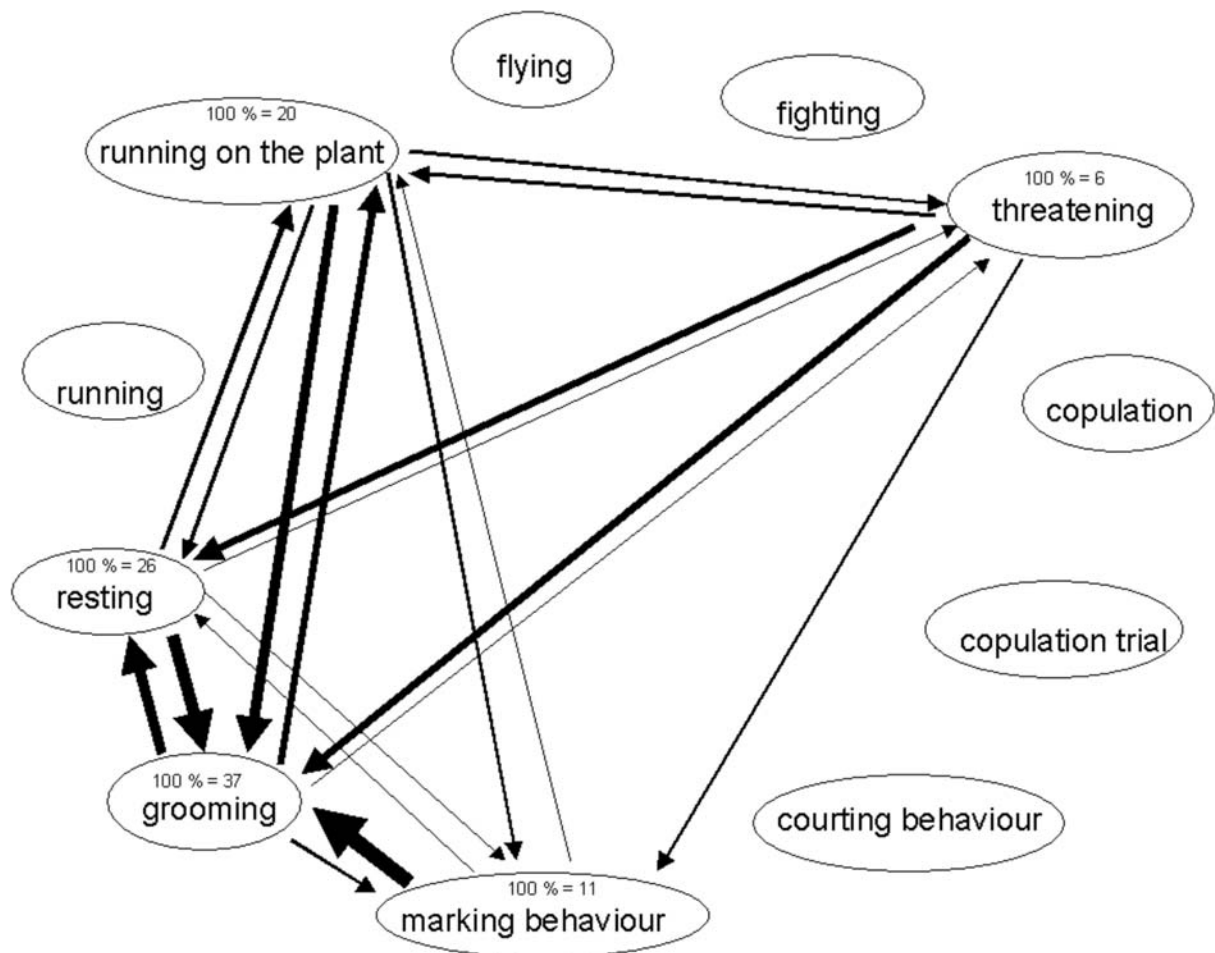 flying
fighting
100 % = 20
running on the plant
100 % = 6
threatening
running
copulation
100 % = 26
resting
copulation trial
100 % = 37
grooming
courting behaviour
100 % = 11
marking behaviour